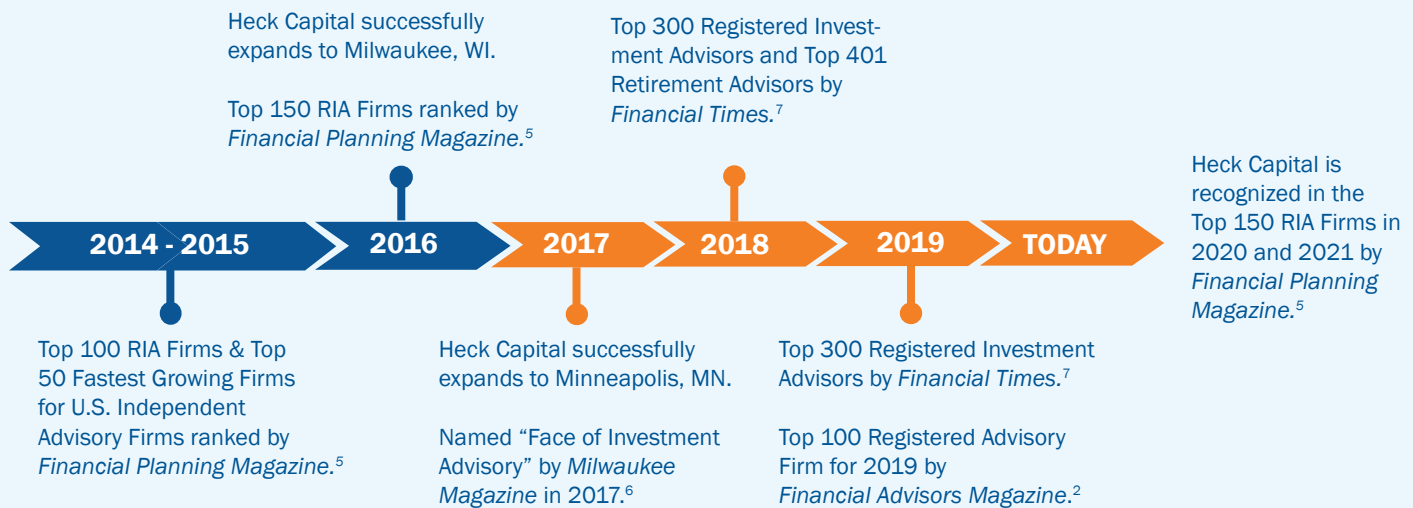 Heck Capital successfully
expands to Milwaukee, WI.
Top 150 RIA Firms ranked by
Financial Planning Magazine.⁵
Top 300 Registered Invest-
ment Advisors and Top 401
Retirement Advisors by
Financial Times.⁷
Heck Capital is
recognized in the
Top 150 RIA Firms in
2020 and 2021 by
Financial Planning
Magazine.⁵
2014 - 2015
2016
2017
2018
2019
TODAY
Top 100 RIA Firms & Top
50 Fastest Growing Firms
for U.S. Independent
Advisory Firms ranked by
Financial Planning Magazine.⁵
Heck Capital successfully
expands to Minneapolis, MN.
Named “Face of Investment
Advisory” by Milwaukee
Magazine in 2017.⁶
Top 300 Registered Investment
Advisors by Financial Times.⁷
Top 100 Registered Advisory
Firm for 2019 by
Financial Advisors Magazine.²